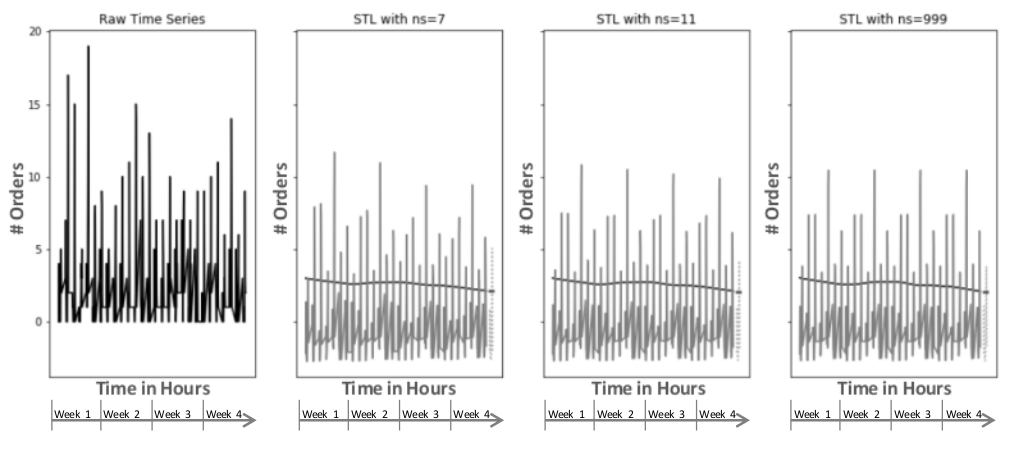 Raw Time Series
STL with ns=7
STL with ns=11
STL with ns=999
20
15
10
5
0
# Orders
# Orders
# Orders
# Orders
Time in Hours
Time in Hours
Time in Hours
Time in Hours
Week 1 Week 2 Week 3 Week 4
Week 1 Week 2 Week 3 Week 4
Week 1 Week 2 Week 3 Week 4
Week 1 Week 2 Week 3 Week 4